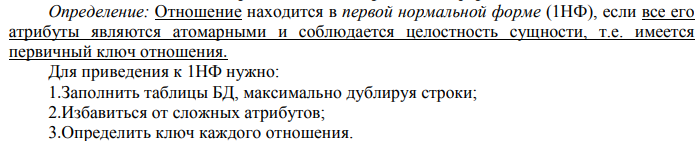 Определение: Отношение находится в первой нормальной форме (1НФ), если все его
атрибуты являются атомарными и соблюдается целостность сущности, т.е. имеется
первичный ключ отношения.
Для приведения к 1НФ нужно:
1.Заполнить таблицы БД, максимально дублируя строки;
2.Избавиться от сложных атрибутов;
3.Определить ключ каждого отношения.